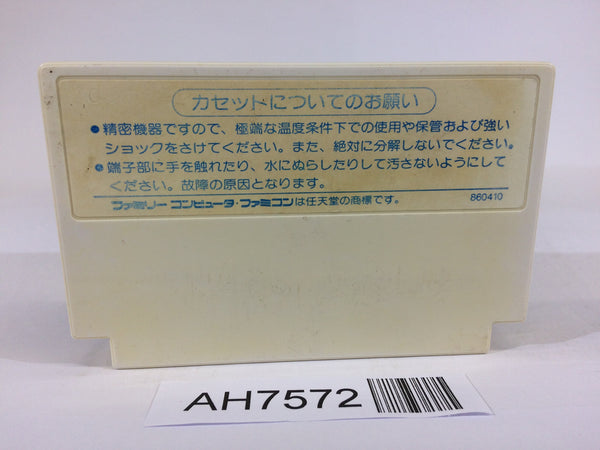 カセットについてのお願い
●精密機器ですので、極端な温度条件下での使用や保管および強い
ショックをさけてください。また、絶対に分解しないでください。
●端子部に手を触れたり、水にぬらしたりして汚さないようにして
ください。故障の原因となります。
ファミリー コンピュータ・ファミコンは任天堂の商標です。 860410
AH7572